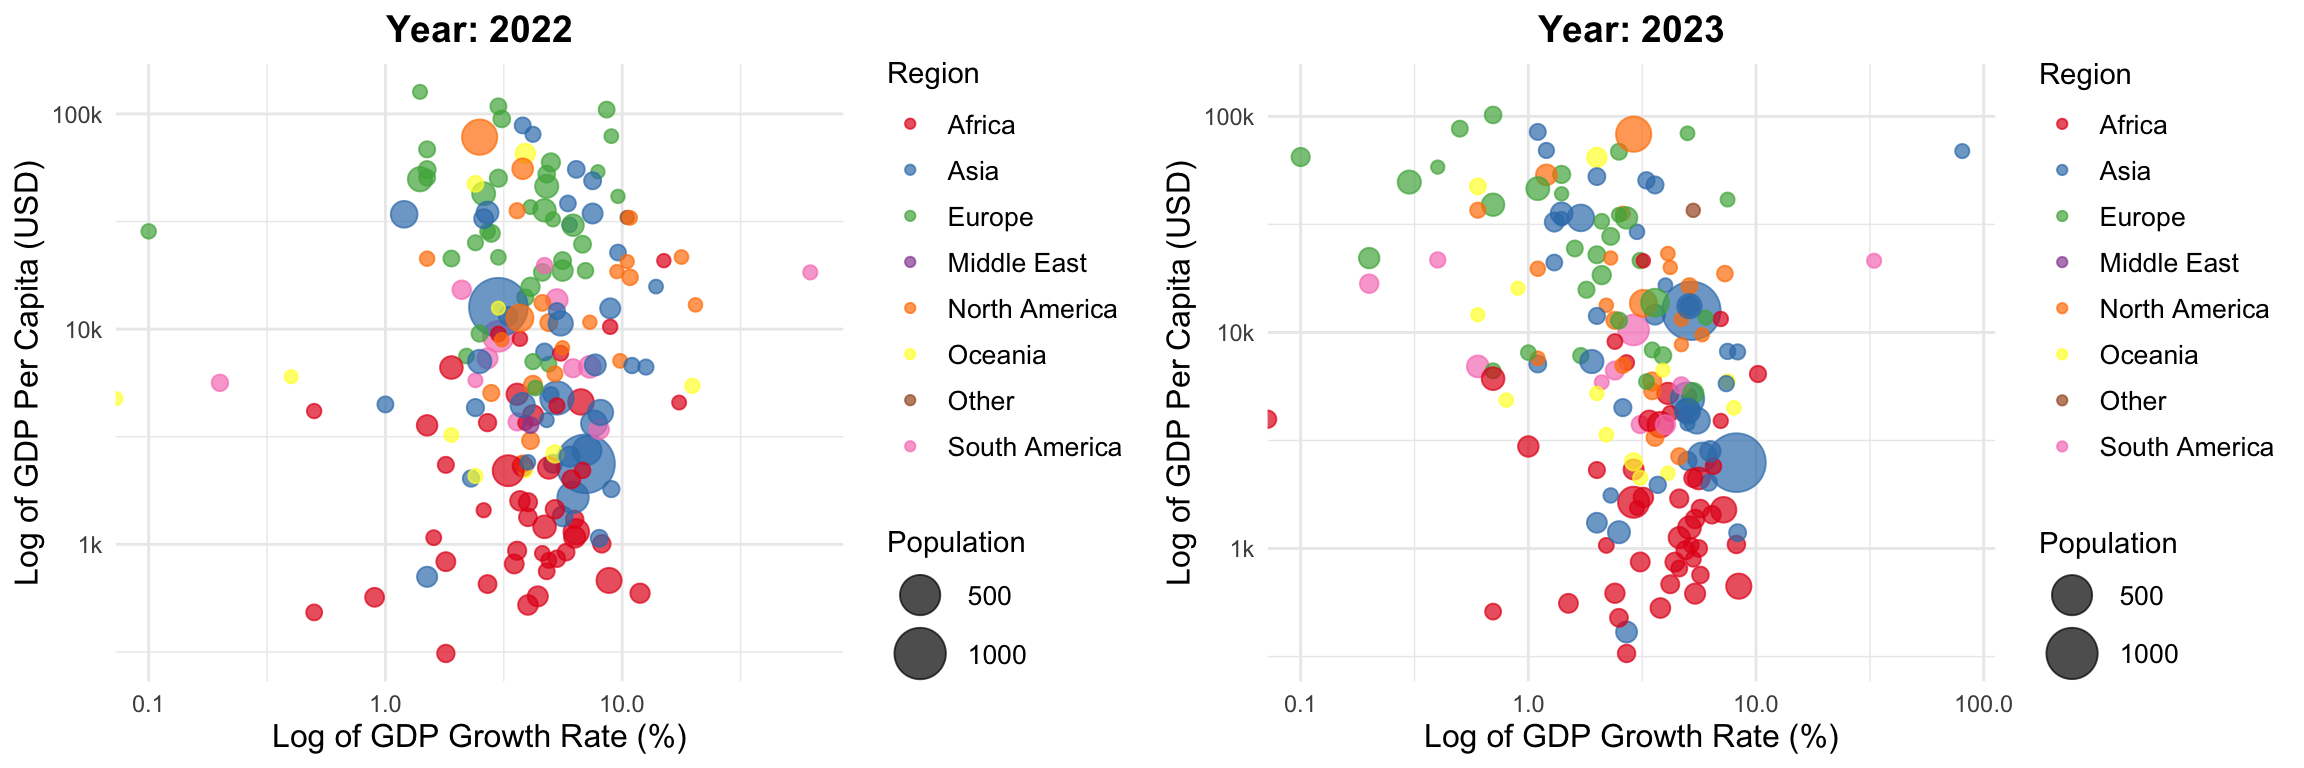 Year: 2022
Log of GDP Per Capita (USD)
100k
10k
1k
0.1
1.0
10.0
Log of GDP Growth Rate (%)
Region
Africa
Asia
Europe
Middle East
North America
Oceania
Other
South America
Population
500
1000
Year: 2023
Log of GDP Per Capita (USD)
100k
10k
1k
0.1
1.0
10.0
100.0
Log of GDP Growth Rate (%)
Region
Africa
Asia
Europe
Middle East
North America
Oceania
Other
South America
Population
500
1000